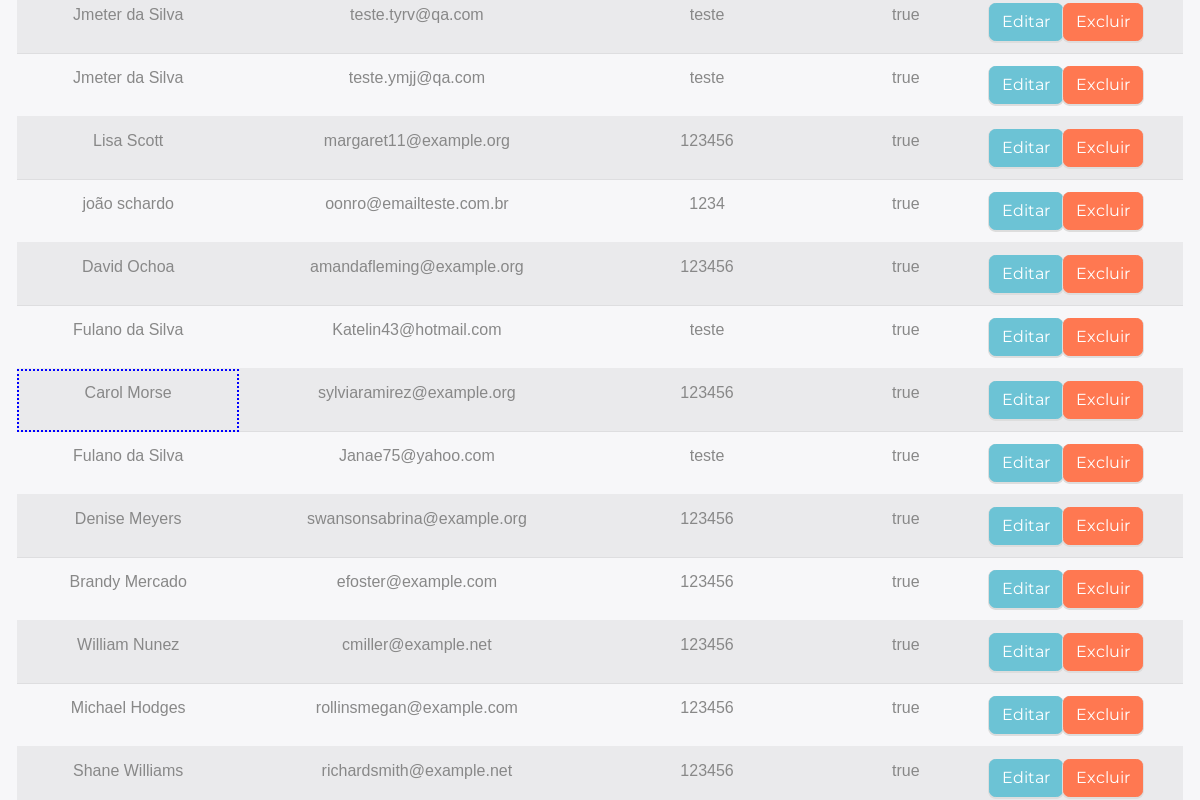 Jmeter da Silva teste.tyrv@qa.com teste true Editar Excluir
Jmeter da Silva teste.ymjj@qa.com teste true Editar Excluir
Lisa Scott margaret11@example.org 123456 true Editar Excluir
joão schardo oonro@emailteste.com.br 1234 true Editar Excluir
David Ochoa amandafleming@example.org 123456 true Editar Excluir
Fulano da Silva Katelin43@hotmail.com teste true Editar Excluir
Carol Morse sylviaramirez@example.org 123456 true Editar Excluir
Fulano da Silva Janae75@yahoo.com teste true Editar Excluir
Denise Meyers swansonsabrina@example.org 123456 true Editar Excluir
Brandy Mercado efoster@example.com 123456 true Editar Excluir
William Nunez cmiller@example.net 123456 true Editar Excluir
Michael Hodges rollinsmegan@example.com 123456 true Editar Excluir
Shane Williams richardsmith@example.net 123456 true Editar Excluir